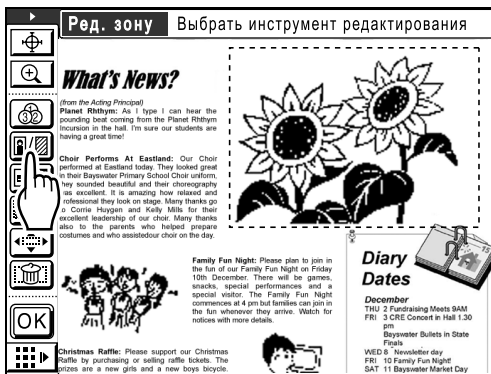 Ред. зону Выбрать инструмент редактирования
What's News?
(from the Acting Principal)
Planet Rhthym: As I type I can hear the
pounding beat coming from the Planet Rhthym
Incursion in the hall. I'm sure our students are
having a great time!
Choir Performs At Eastland: Our Choir
performed at Eastland today. They looked great
in their Bayswater Primary School Choir uniform,
they sounded beautiful and their choreography
was excellent. It is amazing how relaxed and
professional they look on stage. Many thanks go
to Corrie Huygen and Kelly Mills for their
excellent leadership of our choir. Many thanks
also to the parents who helped prepare
costumes and who assistedour choir on the day.
Family Fun Night: Please plan to join in
the fun of our Family Fun Night on Friday
10th December. There will be games,
snacks, special performances and a
special visitor. The Family Fun Night
commences at 4 pm but families can join in
the fun whenever they arrive. Watch for
notices with more details.
Christmas Raffle: Please support our Christmas
Raffle by purchasing or selling raffle tickets. The
prizes are a new girls and a new boys bicycle.
Diary
Dates
December
THU 2 Fundraising Meets 9AM
FRI 3 CRE Concert in Hall 1.30
pm
Bayswater Bullets in State
Finals
WED 8 Newsletter day
FRI 10 Family Fun Night!
SAT 11 Bayswater Market Day
OK